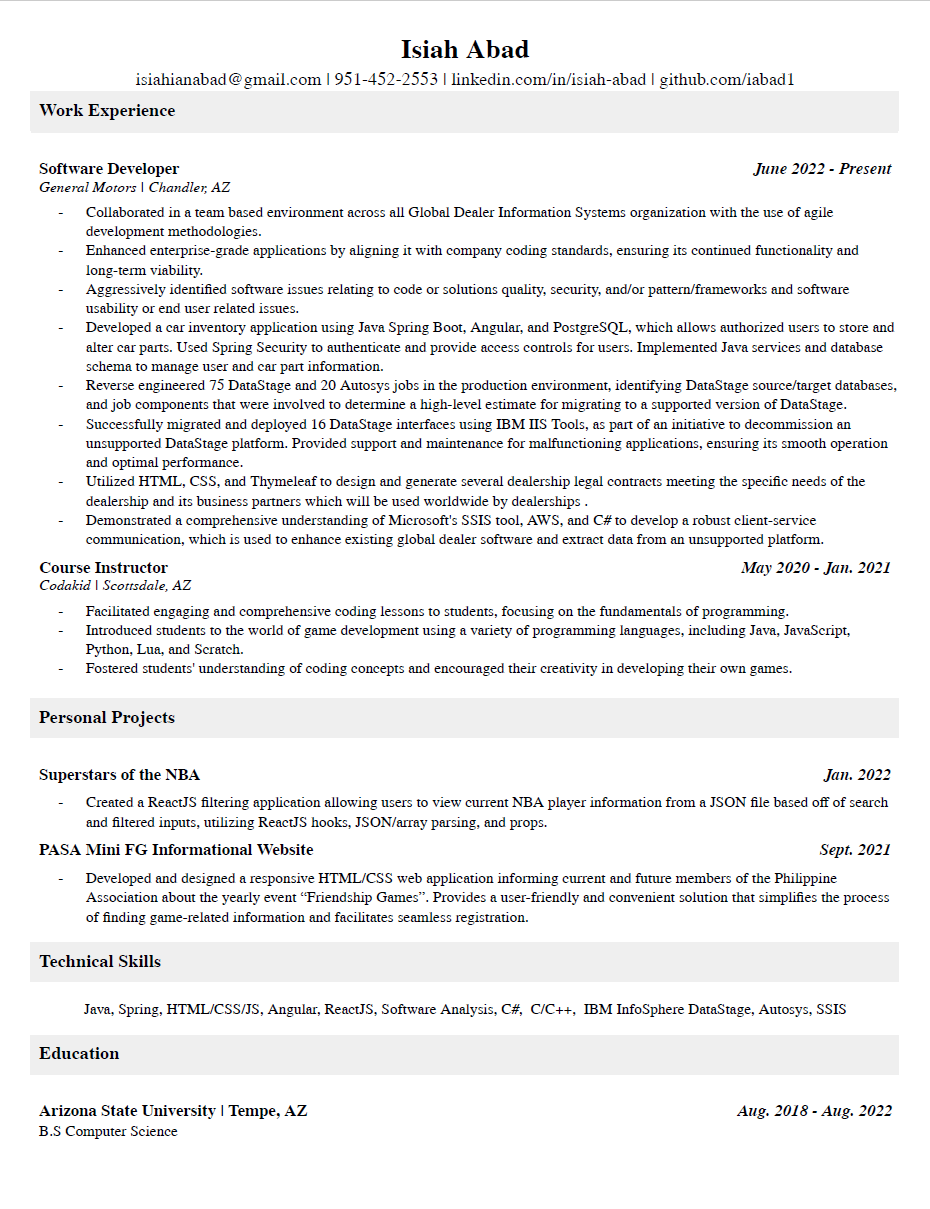 Isiah Abad
isiahianabad@gmail.com | 951-452-2553 | linkedin.com/in/isiah-abad | github.com/iabad1
Work Experience
Software Developer June 2022 - Present
General Motors | Chandler, AZ
- Collaborated in a team based environment across all Global Dealer Information Systems organization with the use of agile
development methodologies.
- Enhanced enterprise-grade applications by aligning it with company coding standards, ensuring its continued functionality and
long-term viability.
- Aggressively identified software issues relating to code or solutions quality, security, and/or pattern/frameworks and software
usability or end user related issues.
- Developed a car inventory application using Java Spring Boot, Angular, and PostgreSQL, which allows authorized users to store and
alter car parts. Used Spring Security to authenticate and provide access controls for users. Implemented Java services and database
schema to manage user and car part information.
- Reverse engineered 75 DataStage and 20 Autosys jobs in the production environment, identifying DataStage source/target databases,
and job components that were involved to determine a high-level estimate for migrating to a supported version of DataStage.
- Successfully migrated and deployed 16 DataStage interfaces using IBM IIS Tools, as part of an initiative to decommission an
unsupported DataStage platform. Provided support and maintenance for malfunctioning applications, ensuring its smooth operation
and optimal performance.
- Utilized HTML, CSS, and Thymeleaf to design and generate several dealership legal contracts meeting the specific needs of the
dealership and its business partners which will be used worldwide by dealerships .
- Demonstrated a comprehensive understanding of Microsoft's SSIS tool, AWS, and C# to develop a robust client-service
communication, which is used to enhance existing global dealer software and extract data from an unsupported platform.
Course Instructor May 2020 - Jan. 2021
Codakid | Scottsdale, AZ
- Facilitated engaging and comprehensive coding lessons to students, focusing on the fundamentals of programming.
- Introduced students to the world of game development using a variety of programming languages, including Java, JavaScript,
Python, Lua, and Scratch.
- Fostered students' understanding of coding concepts and encouraged their creativity in developing their own games.
Personal Projects
Superstars of the NBA Jan. 2022
- Created a ReactJS filtering application allowing users to view current NBA player information from a JSON file based off of search
and filtered inputs, utilizing ReactJS hooks, JSON/array parsing, and props.
PASA Mini FG Informational Website Sept. 2021
- Developed and designed a responsive HTML/CSS web application informing current and future members of the Philippine
Association about the yearly event “Friendship Games”. Provides a user-friendly and convenient solution that simplifies the process
of finding game-related information and facilitates seamless registration.
Technical Skills
Java, Spring, HTML/CSS/JS, Angular, ReactJS, Software Analysis, C#, C/C++, IBM InfoSphere DataStage, Autosys, SSIS
Education
Arizona State University | Tempe, AZ Aug. 2018 - Aug. 2022
B.S Computer Science